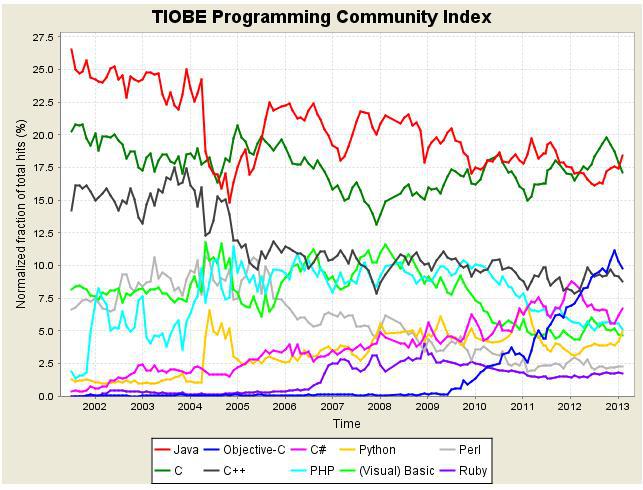 TIOBE Programming Community Index
Normalized fraction of total hits (%)
27.5
25.0
22.5
20.0
17.5
15.0
12.5
10.0
7.5
5.0
2.5
0.0
2002 2003 2004 2005 2006 2007 2008 2009 2010 2011 2012 2013
Time
Java Objective-C C# Python Perl
C C++ PHP (Visual) Basic Ruby